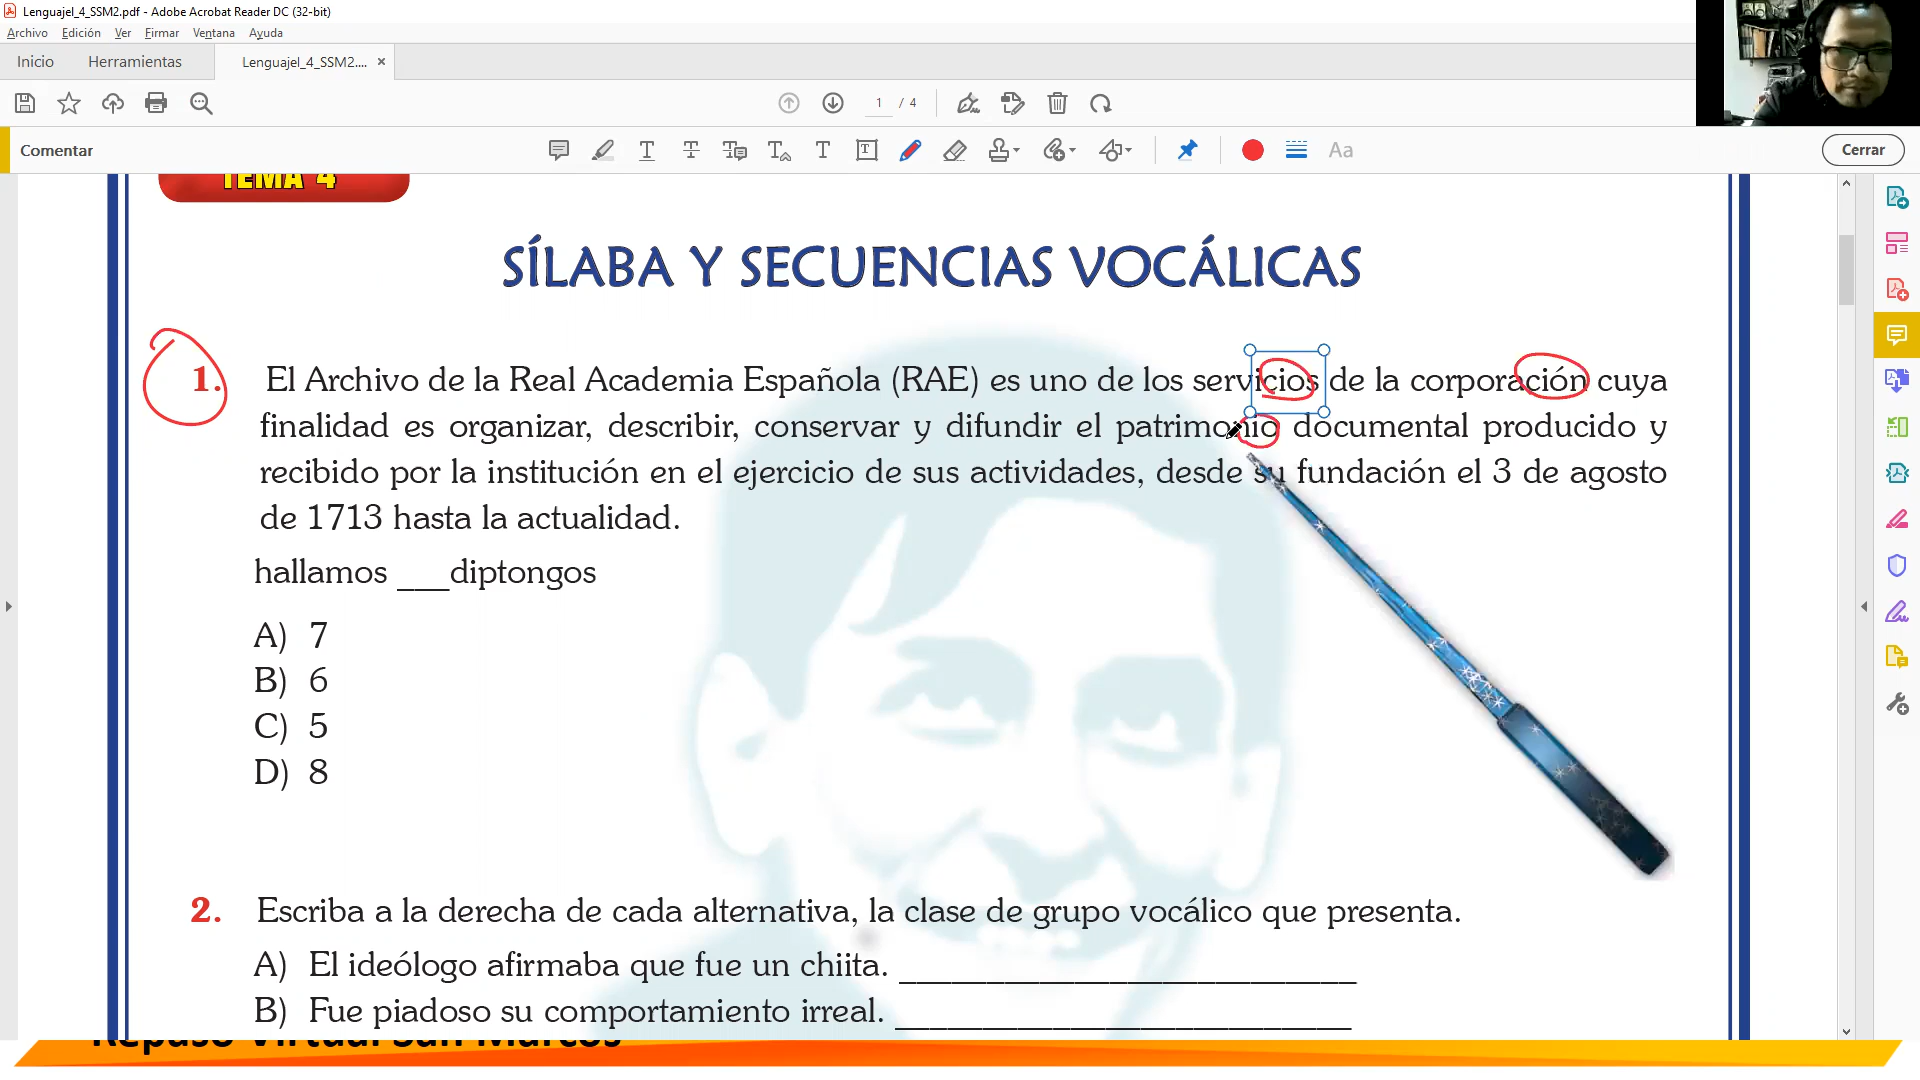 Lenguajel_4_SSM2.pdf - Adobe Acrobat Reader DC (32-bit)
Archivo Edición Ver Firmar Ventana Ayuda
Inicio Herramientas Lenguajel_4_SSM2.... ×
1 / 4
Comentar Aa Cerrar
TEMA 4
SÍLABA Y SECUENCIAS VOCÁLICAS
1. El Archivo de la Real Academia Española (RAE) es uno de los servicios de la corporación cuya
finalidad es organizar, describir, conservar y difundir el patrimonio documental producido y
recibido por la institución en el ejercicio de sus actividades, desde su fundación el 3 de agosto
de 1713 hasta la actualidad.
hallamos ___diptongos
A) 7
B) 6
C) 5
D) 8
2. Escriba a la derecha de cada alternativa, la clase de grupo vocálico que presenta.
A) El ideólogo afirmaba que fue un chiita. ___________________________
B) Fue piadoso su comportamiento irreal. ___________________________
Repaso Virtual San Marcos